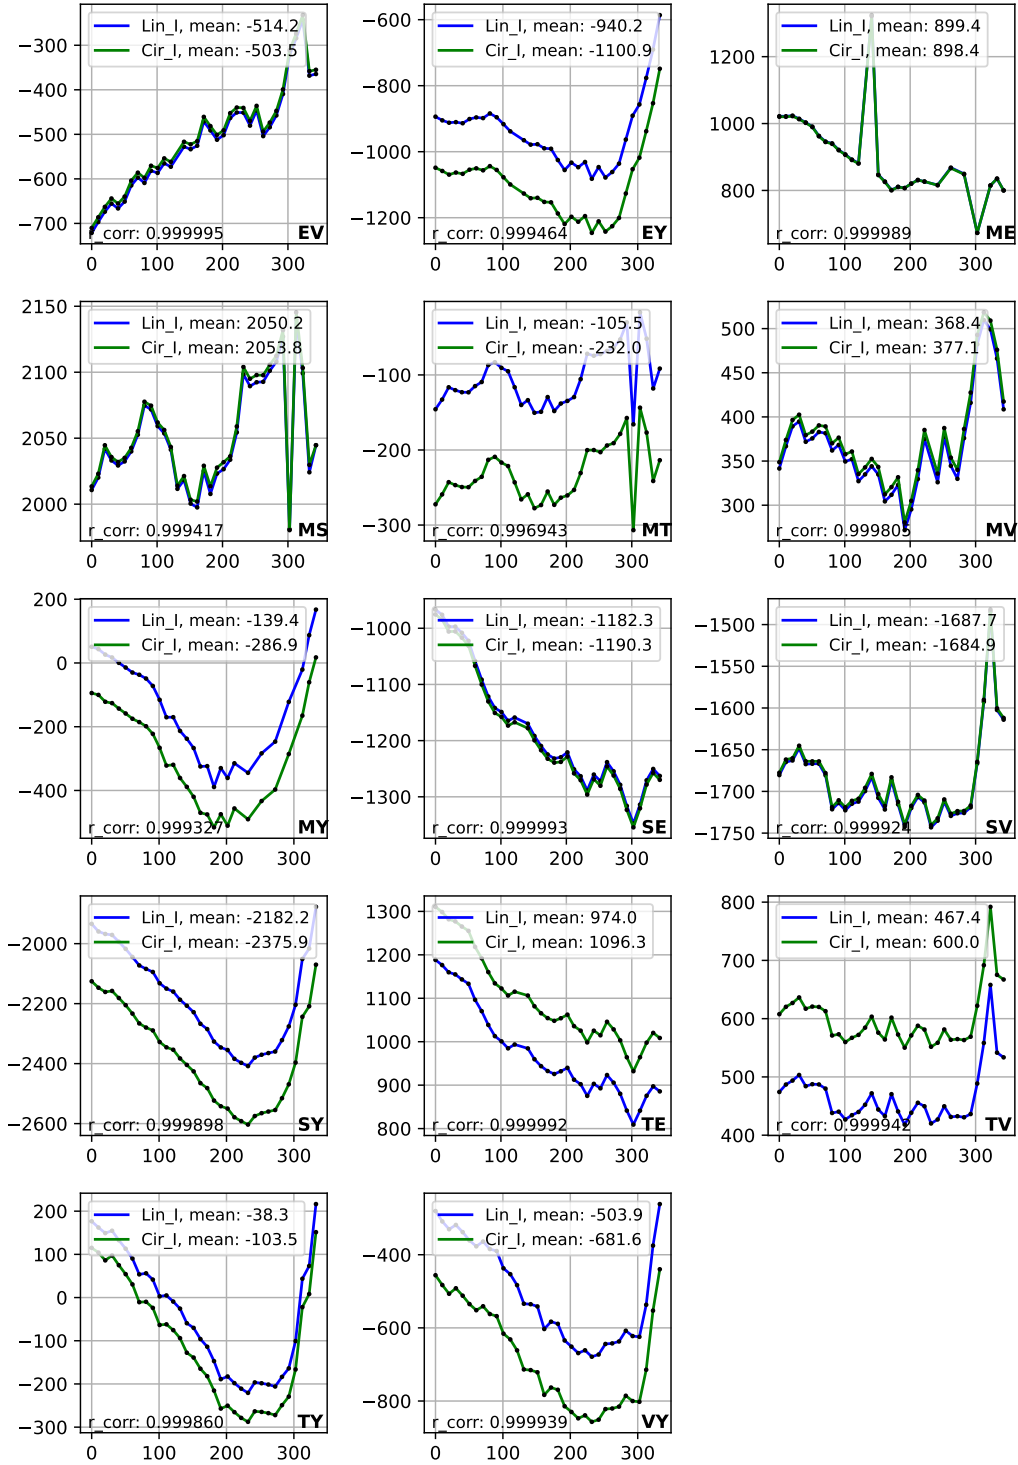 Lin_I, mean: -514.2
Cir_I, mean: -503.5
−300
−400
−500
−600
−700
r_corr: 0.999995
EV
0 100 200 300
Lin_I, mean: -940.2
Cir_I, mean: -1100.9
−600
−800
−1000
−1200
r_corr: 0.999464
EY
0 100 200 300
Lin_I, mean: 899.4
Cir_I, mean: 898.4
1200
1000
800
r_corr: 0.999989
ME
0 100 200 300
Lin_I, mean: 2050.2
Cir_I, mean: 2053.8
2150
2100
2050
2000
r_corr: 0.999417
MS
0 100 200 300
Lin_I, mean: -105.5
Cir_I, mean: -232.0
−100
−200
−300
r_corr: 0.996943
MT
0 100 200 300
Lin_I, mean: 368.4
Cir_I, mean: 377.1
500
450
400
350
300
r_corr: 0.999805
MV
0 100 200 300
Lin_I, mean: -139.4
Cir_I, mean: -286.9
200
0
−200
−400
r_corr: 0.999327
MY
0 100 200 300
Lin_I, mean: -1182.3
Cir_I, mean: -1190.3
−1000
−1100
−1200
−1300
r_corr: 0.999993
SE
0 100 200 300
Lin_I, mean: -1687.7
Cir_I, mean: -1684.9
−1500
−1550
−1600
−1650
−1700
−1750
r_corr: 0.999924
SV
0 100 200 300
Lin_I, mean: -2182.2
Cir_I, mean: -2375.9
−2000
−2200
−2400
−2600
r_corr: 0.999898
SY
0 100 200 300
Lin_I, mean: 974.0
Cir_I, mean: 1096.3
1300
1200
1100
1000
900
800
r_corr: 0.999992
TE
0 100 200 300
Lin_I, mean: 467.4
Cir_I, mean: 600.0
800
700
600
500
400
r_corr: 0.999942
TV
0 100 200 300
Lin_I, mean: -38.3
Cir_I, mean: -103.5
200
100
0
−100
−200
−300
r_corr: 0.999860
TY
0 100 200 300
Lin_I, mean: -503.9
Cir_I, mean: -681.6
−400
−600
−800
r_corr: 0.999939
VY
0 100 200 300